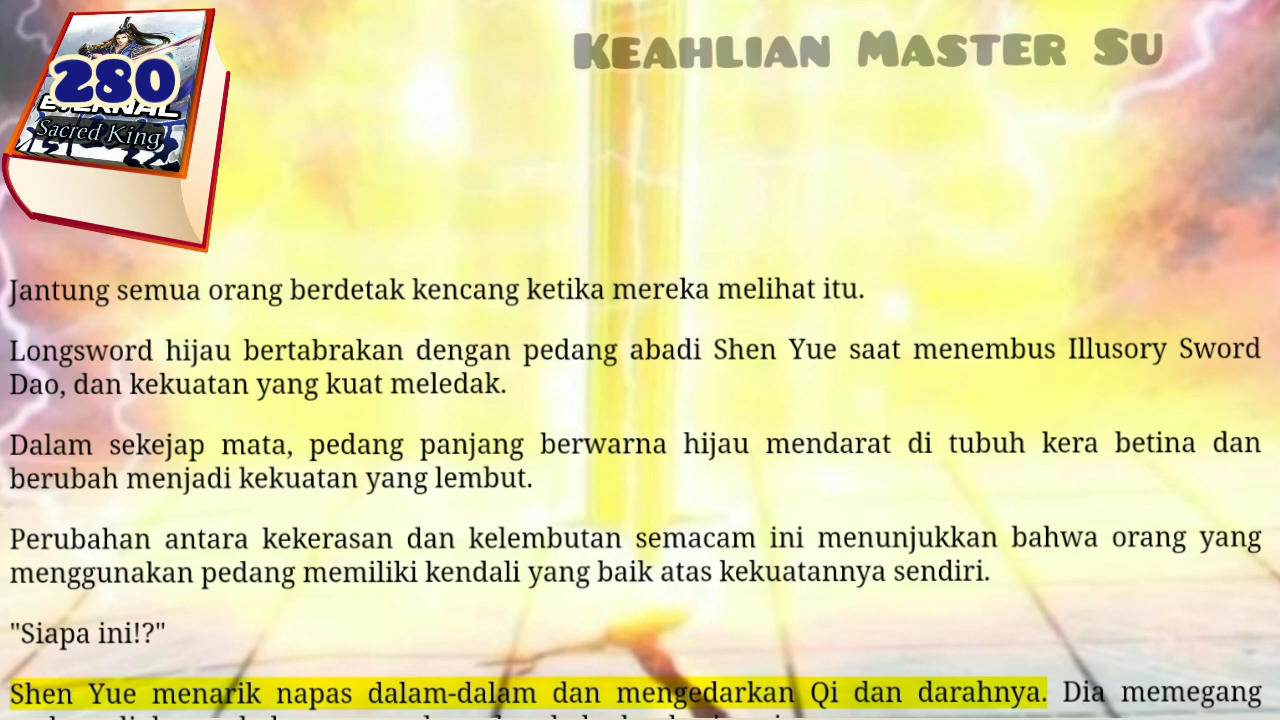 280
ETERNAL
Sacred King
Keahlian Master Su
Jantung semua orang berdetak kencang ketika mereka melihat itu.
Longsword hijau bertabrakan dengan pedang abadi Shen Yue saat menembus Illusory Sword
Dao, dan kekuatan yang kuat meledak.
Dalam sekejap mata, pedang panjang berwarna hijau mendarat di tubuh kera betina dan
berubah menjadi kekuatan yang lembut.
Perubahan antara kekerasan dan kelembutan semacam ini menunjukkan bahwa orang yang
menggunakan pedang memiliki kendali yang baik atas kekuatannya sendiri.
"Siapa ini!?"
Shen Yue menarik napas dalam-dalam dan mengedarkan Qi dan darahnya. Dia memegang